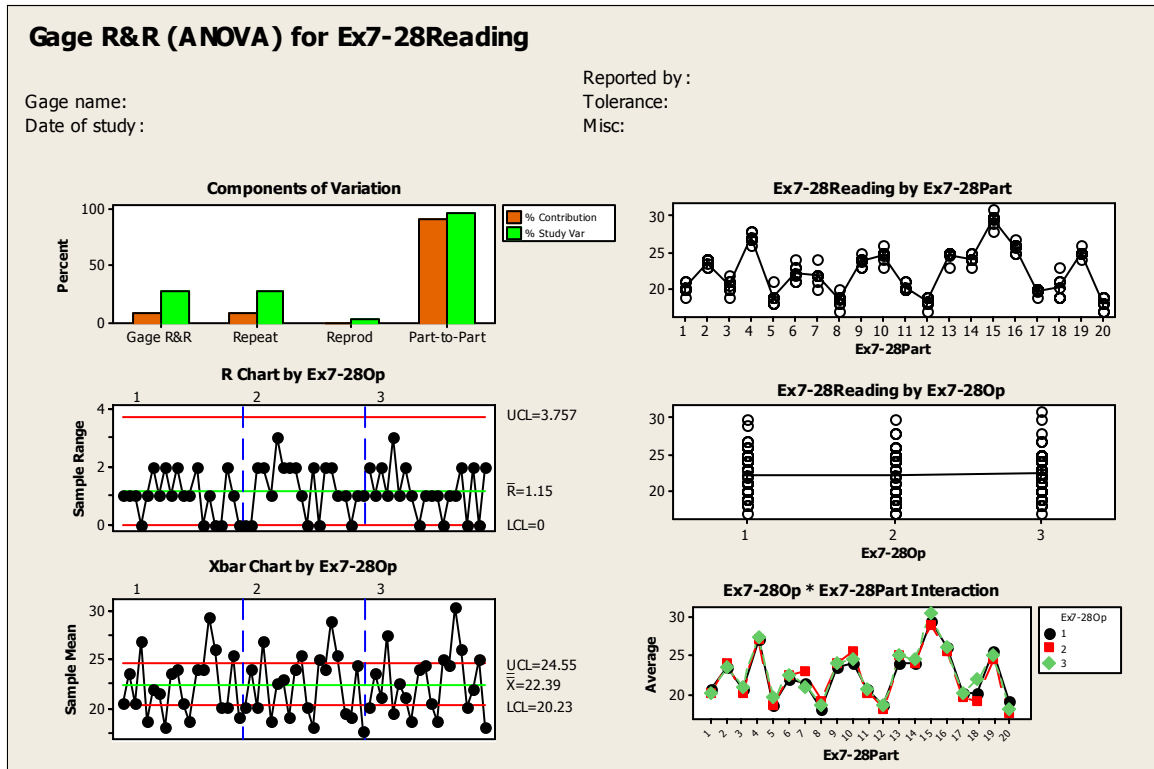 Gage R&R (ANOVA) for Ex7-28Reading
Gage name:
Date of study :
Reported by :
Tolerance:
Misc:
Components of Variation
100
50
0
Percent
Gage R&R Repeat Reprod Part-to-Part
% Contribution
% Study Var
R Chart by Ex7-28Op
1 2 3
4
2
0
Sample Range
UCL=3.757
R=1.15
LCL=0
Xbar Chart by Ex7-28Op
1 2 3
30
25
20
Sample Mean
UCL=24.55
X=22.39
LCL=20.23
Ex7-28Reading by Ex7-28Part
30
25
20
1 2 3 4 5 6 7 8 9 10 11 12 13 14 15 16 17 18 19 20
Ex7-28Part
Ex7-28Reading by Ex7-28Op
30
25
20
1 2 3
Ex7-28Op
Ex7-28Op * Ex7-28Part Interaction
30
25
20
Average
1 2 3 4 5 6 7 8 9 10 11 12 13 14 15 16 17 18 19 20
Ex7-28Part
Ex7-28Op
1
2
3